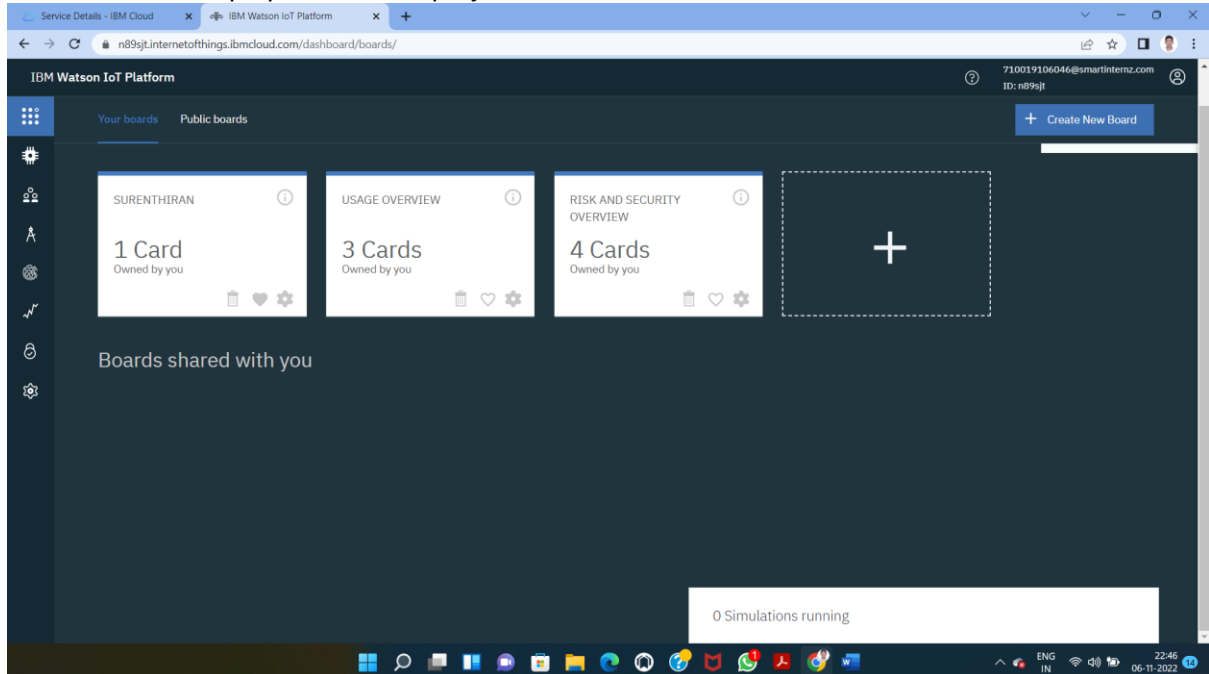 Service Details - IBM Cloud
IBM Watson IoT Platform
n89sjt.internetofthings.ibmcloud.com/dashboard/boards/
IBM Watson IoT Platform
710019106046@smartinternz.com
ID: n89sjt
Your boards
Public boards
+ Create New Board
SURENTHIRAN
1 Card
Owned by you
USAGE OVERVIEW
3 Cards
Owned by you
RISK AND SECURITY
OVERVIEW
4 Cards
Owned by you
Boards shared with you
0 Simulations running
ENG
IN
22:46
06-11-2022
14